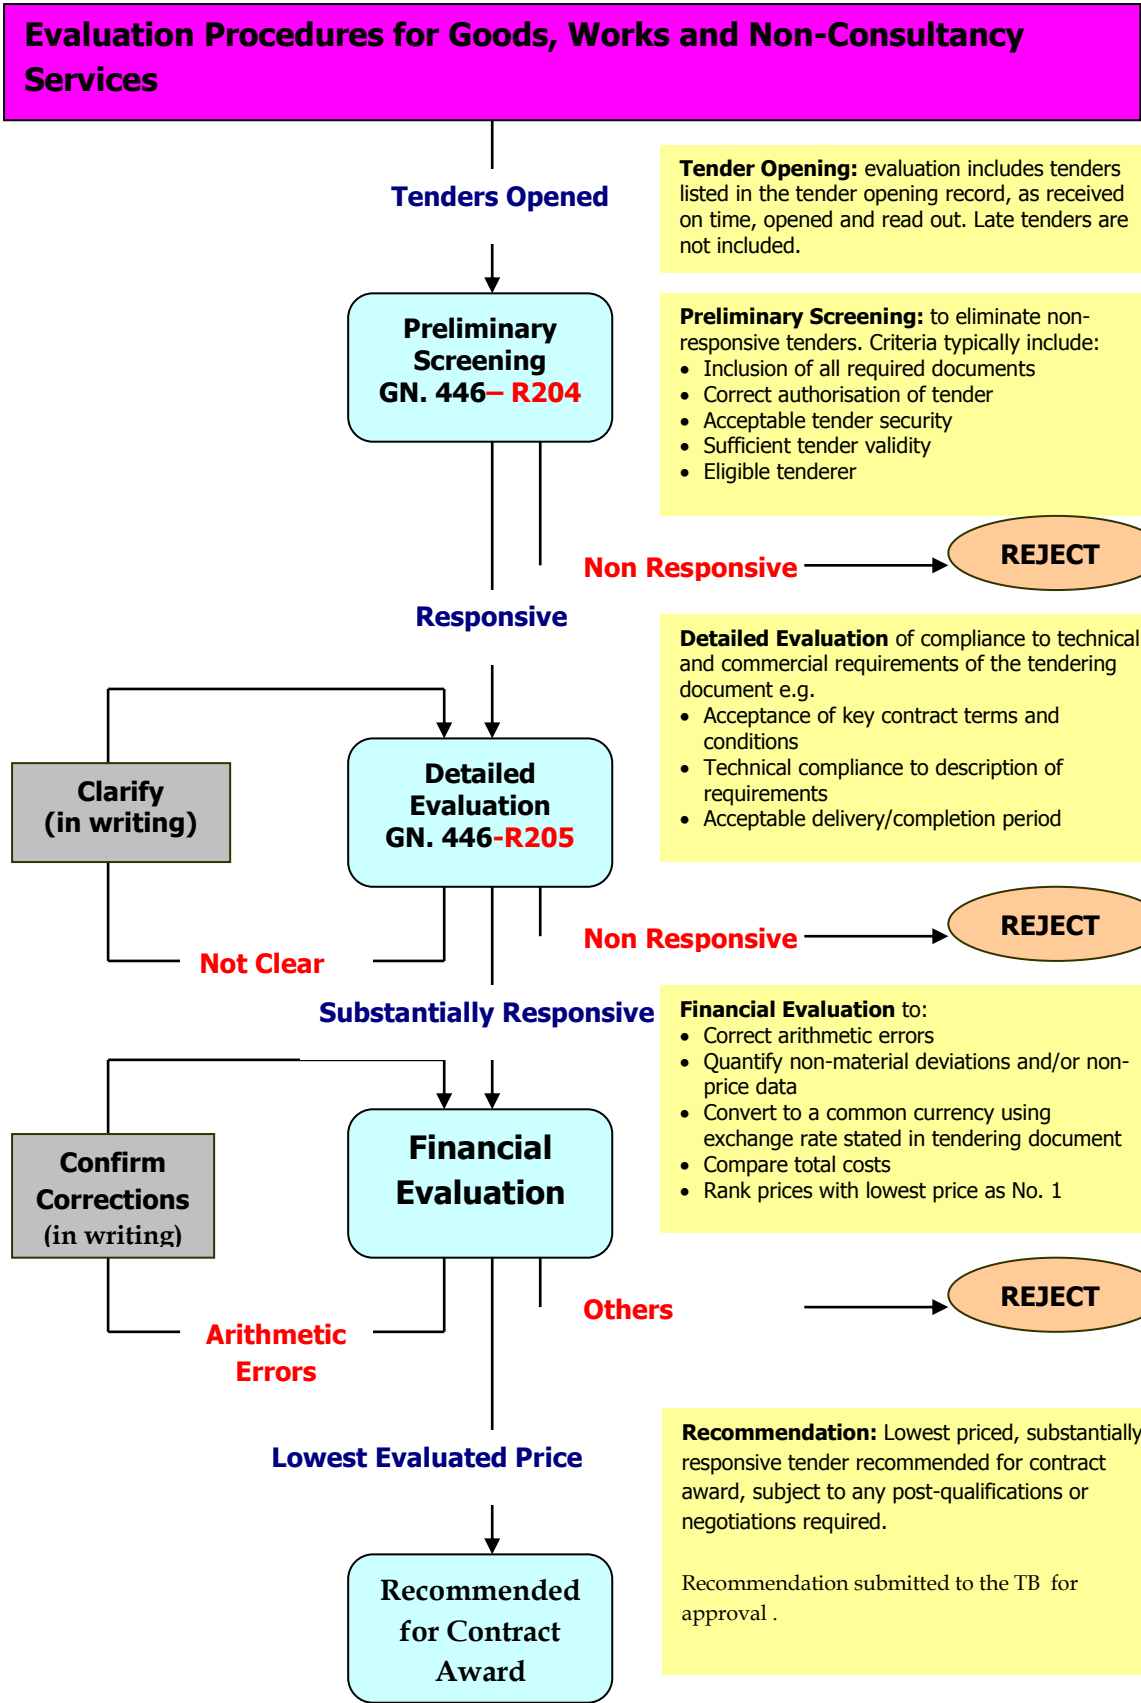 Evaluation Procedures for Goods, Works and Non-Consultancy
Services
Tenders Opened
Tender Opening: evaluation includes tenders
listed in the tender opening record, as received
on time, opened and read out. Late tenders are
not included.
Preliminary
Screening
GN. 446– R204
Preliminary Screening: to eliminate non-
responsive tenders. Criteria typically include:
• Inclusion of all required documents
• Correct authorisation of tender
• Acceptable tender security
• Sufficient tender validity
• Eligible tenderer
Non Responsive
REJECT
Responsive
Detailed Evaluation of compliance to technical
and commercial requirements of the tendering
document e.g.
• Acceptance of key contract terms and
conditions
• Technical compliance to description of
requirements
• Acceptable delivery/completion period
Clarify
(in writing)
Detailed
Evaluation
GN. 446-R205
Non Responsive
REJECT
Not Clear
Substantially Responsive
Financial Evaluation to:
• Correct arithmetic errors
• Quantify non-material deviations and/or non-
price data
• Convert to a common currency using
exchange rate stated in tendering document
• Compare total costs
• Rank prices with lowest price as No. 1
Confirm
Corrections
(in writing)
Financial
Evaluation
Others
REJECT
Arithmetic
Errors
Lowest Evaluated Price
Recommendation: Lowest priced, substantially
responsive tender recommended for contract
award, subject to any post-qualifications or
negotiations required.
Recommendation submitted to the TB for
approval .
Recommended
for Contract
Award